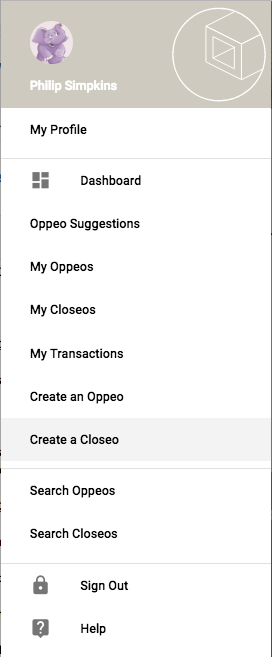 Philip Simpkins
My Profile
Dashboard
Oppeo Suggestions
My Oppeos
My Closeos
My Transactions
Create an Oppeo
Create a Closeo
Search Oppeos
Search Closeos
Sign Out
Help